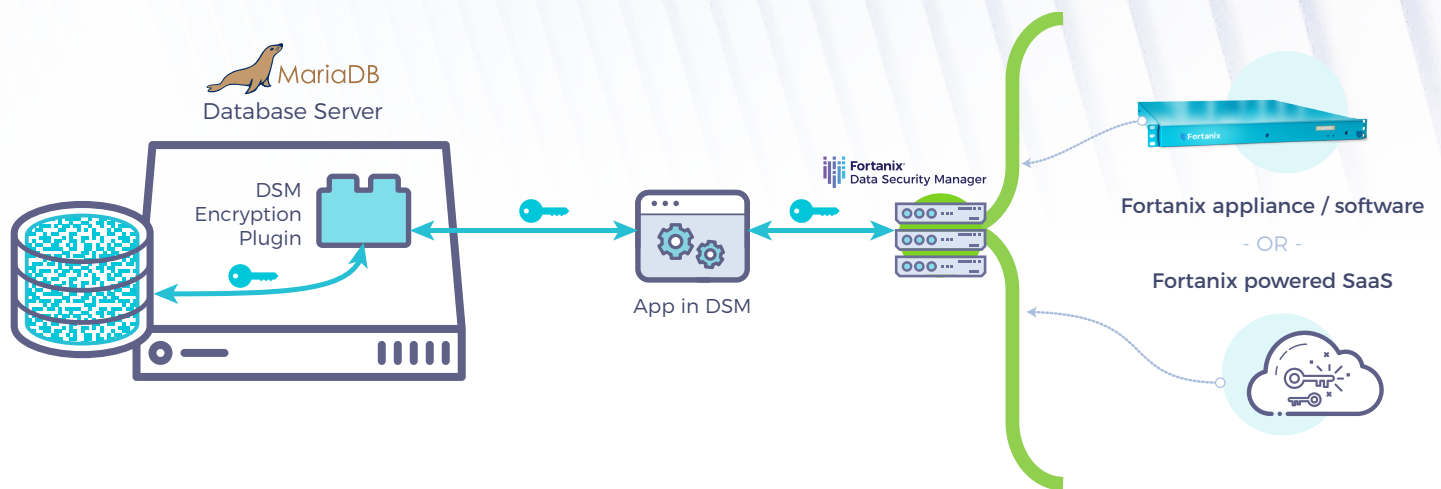 MariaDB
Database Server
DSM
Encryption
Plugin
App in DSM
Fortanix
Data Security Manager
Fortanix
Fortanix appliance / software
- OR -
Fortanix powered SaaS